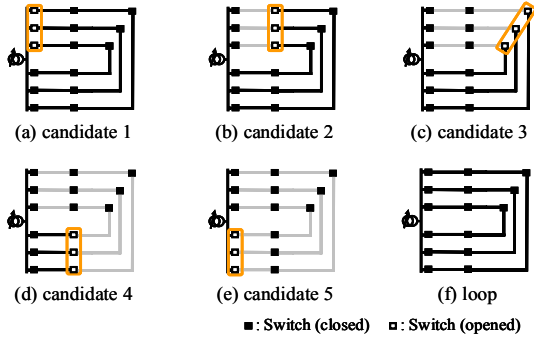 (a) candidate 1
(b) candidate 2
(c) candidate 3
(d) candidate 4
(e) candidate 5
(f) loop
: Switch (closed)
: Switch (opened)